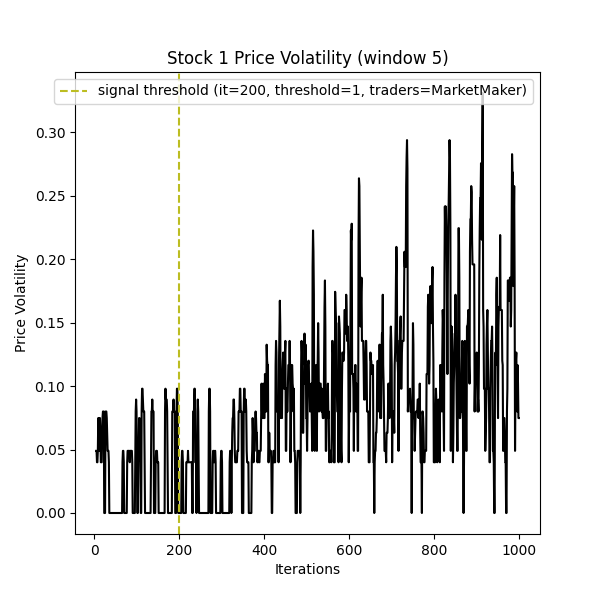 Stock 1 Price Volatility (window 5)
signal threshold (it=200, threshold=1, traders=MarketMaker)
0.30
0.25
0.20
0.15
0.10
0.05
0.00
Price Volatility
0 200 400 600 800 1000
Iterations